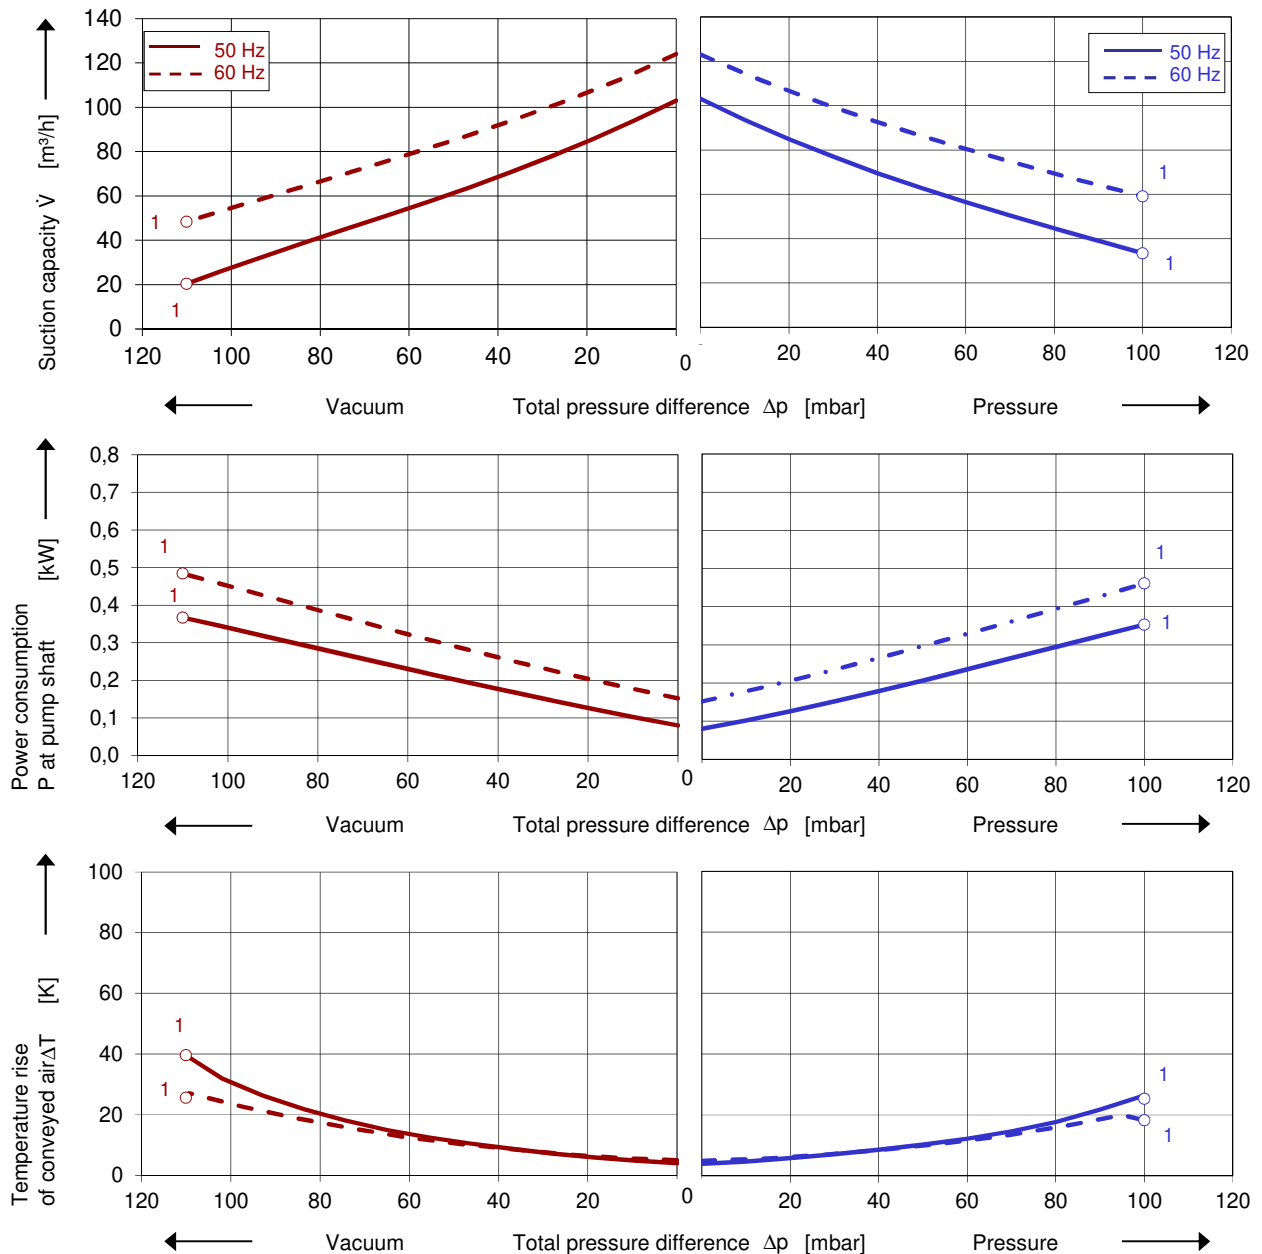 140
120
100
80
60
40
20
0
Suction capacity V̇ [m³/h]
50 Hz
60 Hz
1
1
120 100 80 60 40 20 0
50 Hz
60 Hz
1
1
20 40 60 80 100 120
Vacuum Total pressure difference Δp [mbar] Pressure
0,8
0,7
0,6
0,5
0,4
0,3
0,2
0,1
0,0
Power consumption
P at pump shaft [kW]
1
1
120 100 80 60 40 20 0
1
1
20 40 60 80 100 120
Vacuum Total pressure difference Δp [mbar] Pressure
100
80
60
40
20
0
Temperature rise
of conveyed airΔT [K]
1
1
120 100 80 60 40 20 0
1
1
20 40 60 80 100 120
Vacuum Total pressure difference Δp [mbar] Pressure